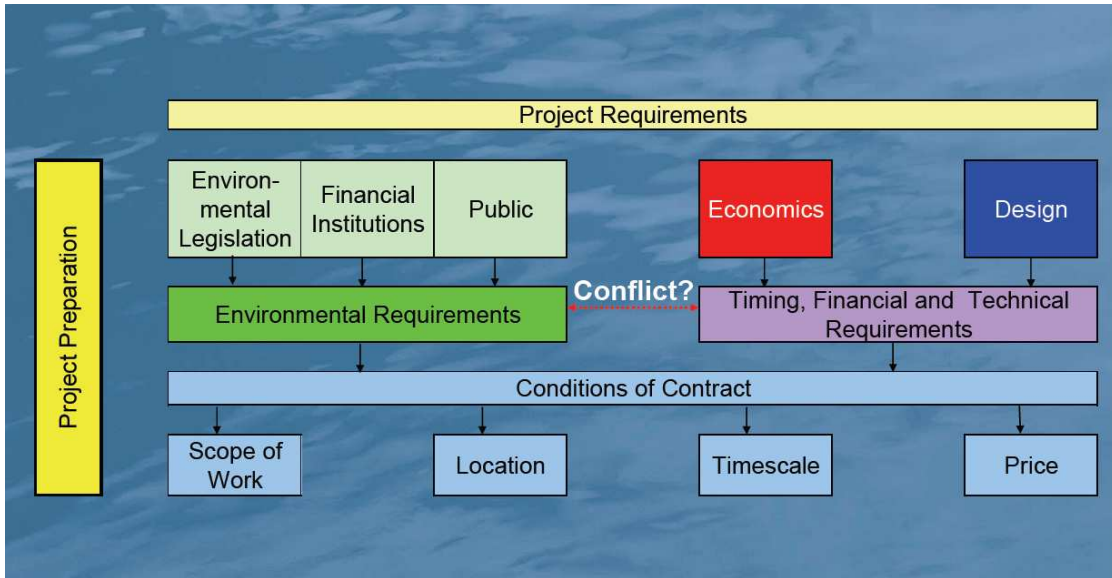 Project Requirements
Project Preparation
Environ-
mental
Legislation
Financial
Institutions
Public
Economics
Design
Environmental Requirements
Conflict?
Timing, Financial and Technical
Requirements
Conditions of Contract
Scope of
Work
Location
Timescale
Price